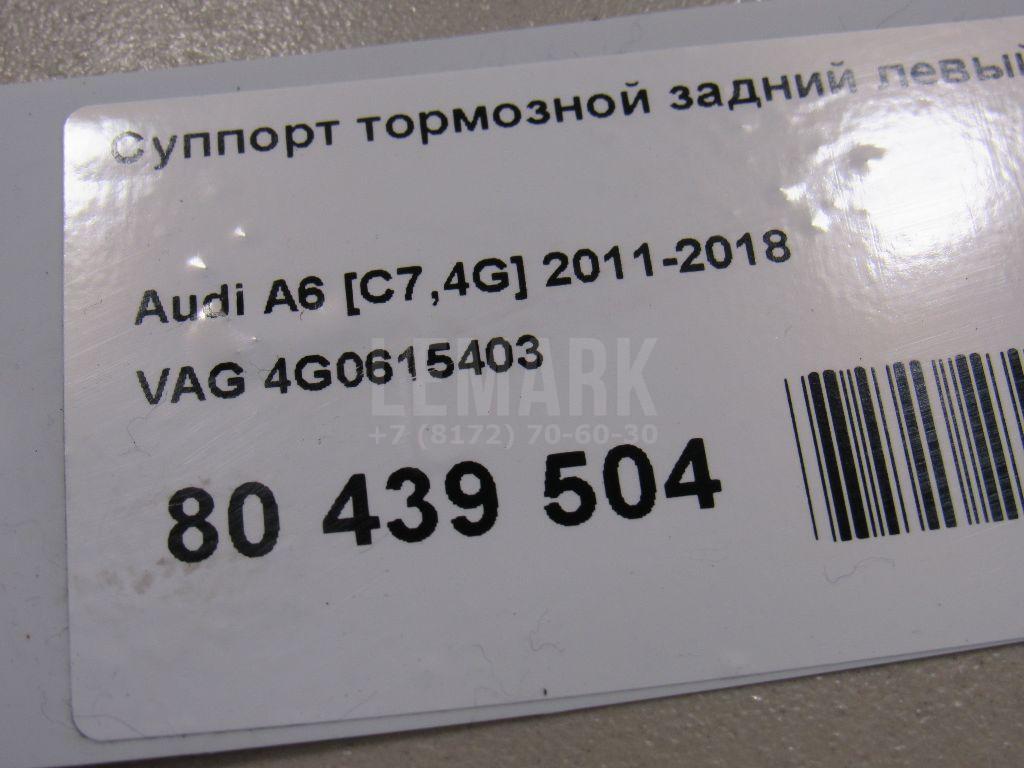 Суппорт тормозной задний левый
Audi A6 [C7,4G] 2011-2018
VAG 4G0615403
LEMARK
+7 (8172) 70-60-30
80 439 504